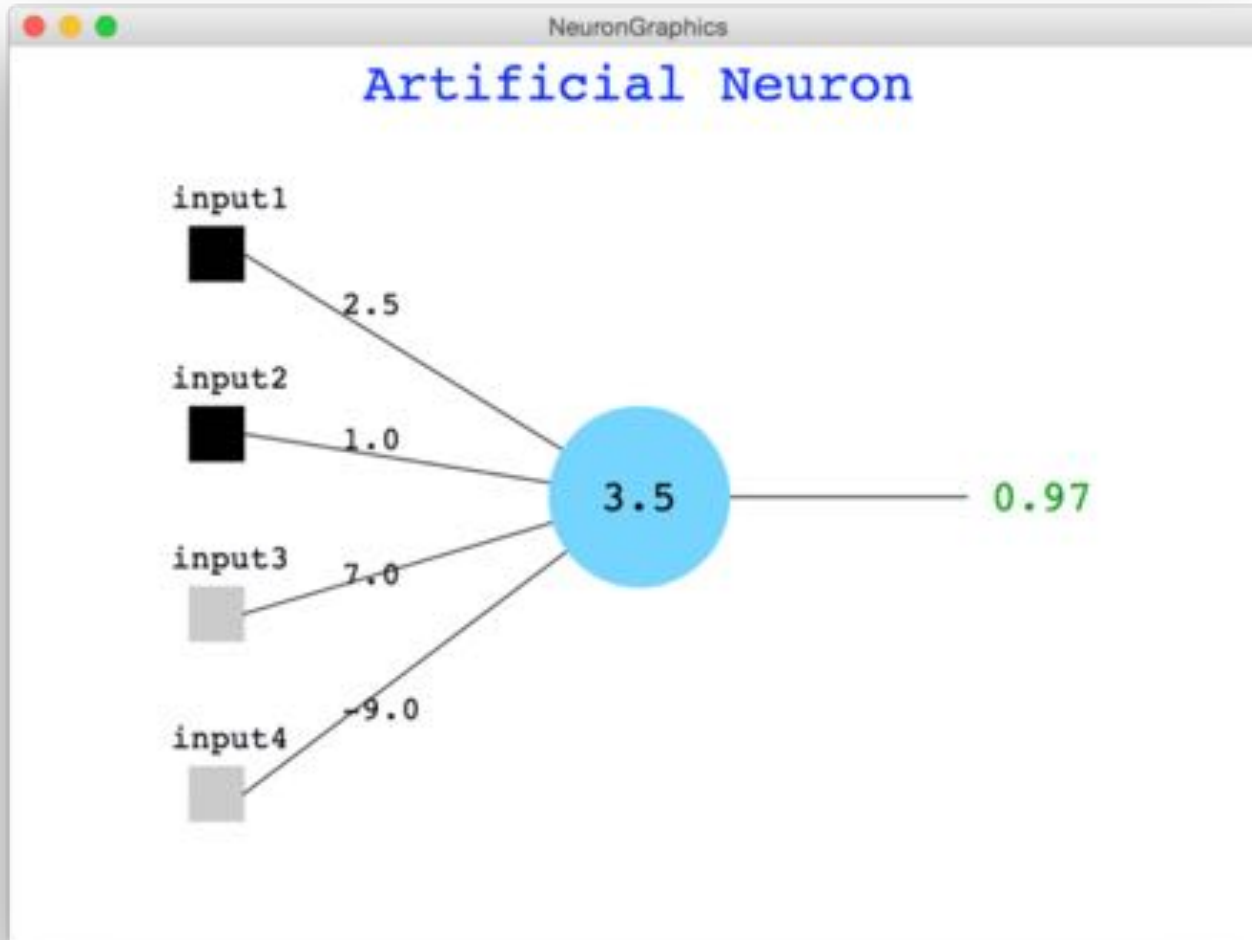 NeuronGraphics
Artificial Neuron
input1
2.5
input2
1.0
3.5
0.97
input3
7.0
-9.0
input4